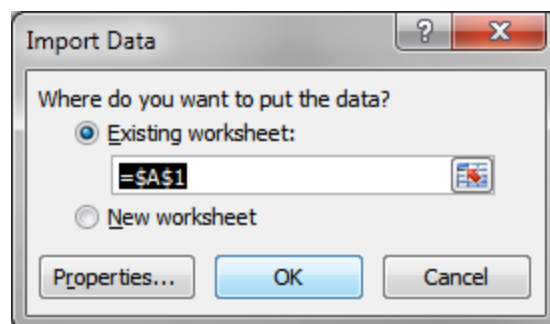 Import Data
Where do you want to put the data?
Existing worksheet:
=$A$1
New worksheet
Properties... OK Cancel